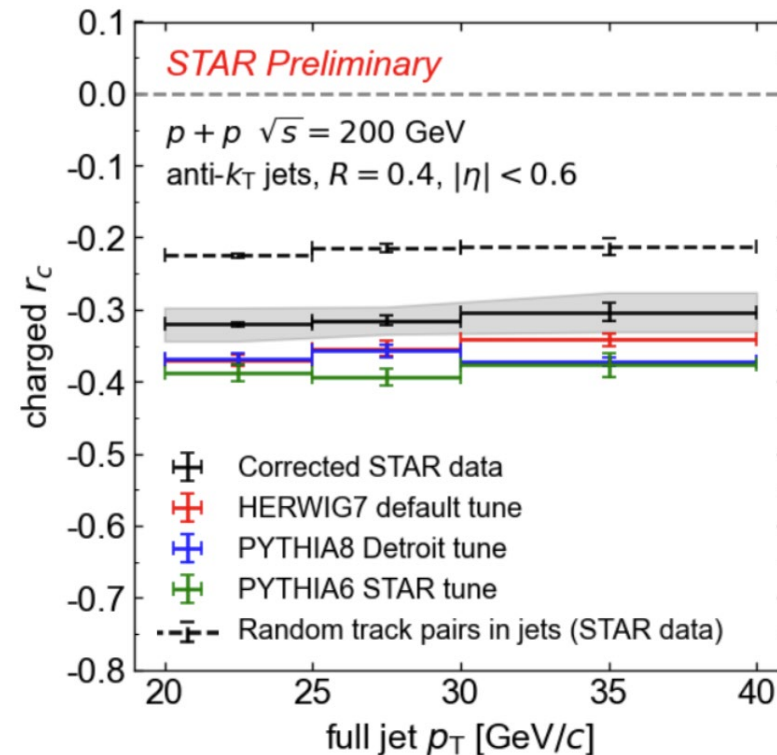 STAR Preliminary
p + p √s = 200 GeV
anti-k_T jets, R = 0.4, |η| < 0.6
0.1
0.0
-0.1
-0.2
-0.3
-0.4
-0.5
-0.6
-0.7
-0.8
charged r_c
Corrected STAR data
HERWIG7 default tune
PYTHIA8 Detroit tune
PYTHIA6 STAR tune
Random track pairs in jets (STAR data)
20 25 30 35 40
full jet p_T [GeV/c]